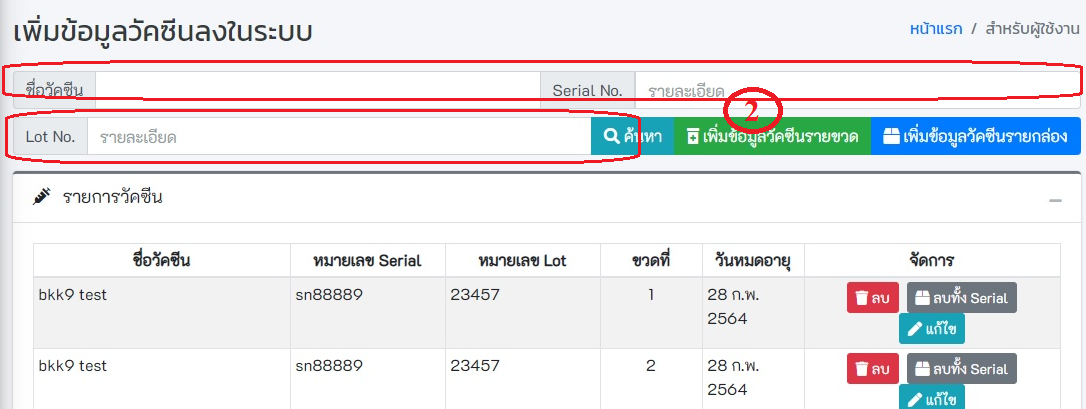 เพิ่มข้อมูลวัคซีนลงในระบบ
หน้าแรก / สำหรับผู้ใช้งาน
ชื่อวัคซีน Serial No. รายละเอียด
2
Lot No. รายละเอียด ค้นหา เพิ่มข้อมูลวัคซีนรายขวด เพิ่มข้อมูลวัคซีนรายกล่อง
รายการวัคซีน
ชื่อวัคซีน หมายเลข Serial หมายเลข Lot ขวดที่ วันหมดอายุ จัดการ
bkk9 test sn88889 23457 1 28 ก.พ. ลบ ลบทั้ง Serial
2564 แก้ไข
bkk9 test sn88889 23457 2 28 ก.พ. ลบ ลบทั้ง Serial
2564 แก้ไข